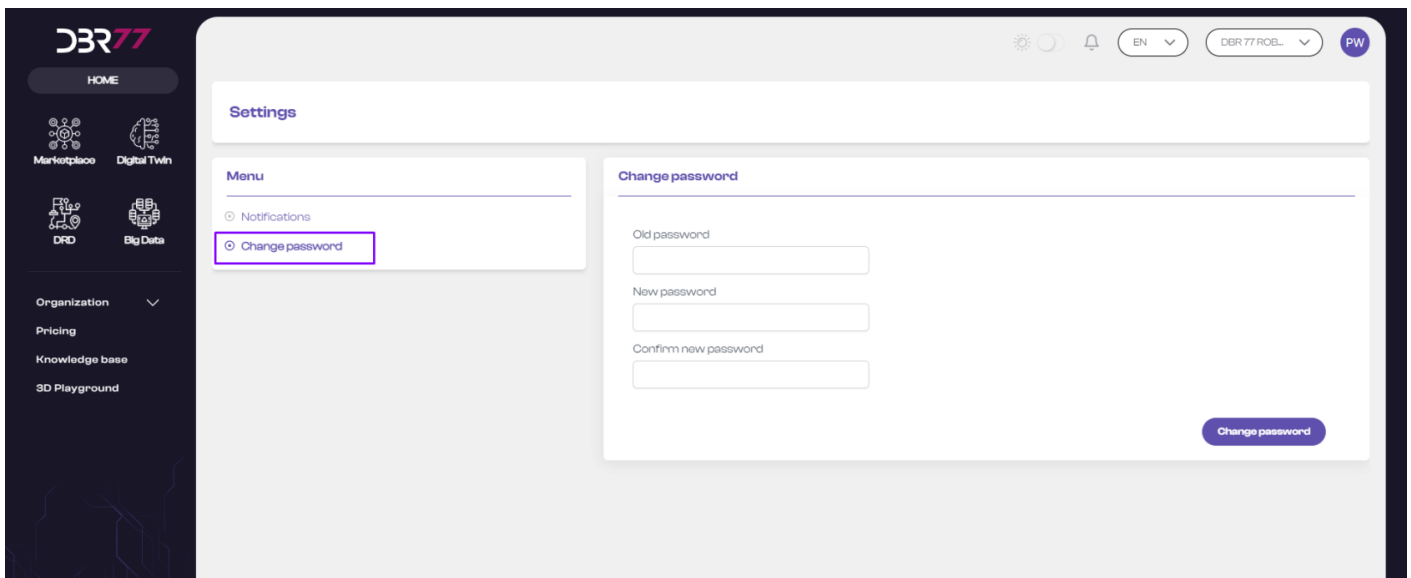 DBR77
HOME
Marketplace
Digital Twin
DRD
Big Data
Organization
Pricing
Knowledge base
3D Playground
EN
DBR 77 ROB...
PW
Settings
Menu
Notifications
Change password
Change password
Old password
New password
Confirm new password
Change password